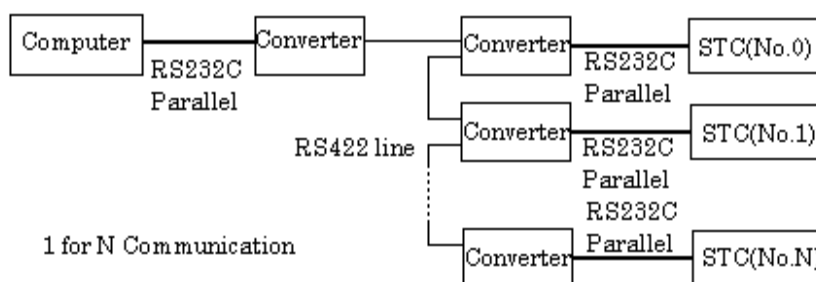 Computer
Converter
Converter
STC(No.0)
RS232C
Parallel
RS232C
Parallel
Converter
STC(No.1)
RS422 line
RS232C
Parallel
RS232C
Parallel
1 for N Communication
Converter
STC(No.N)